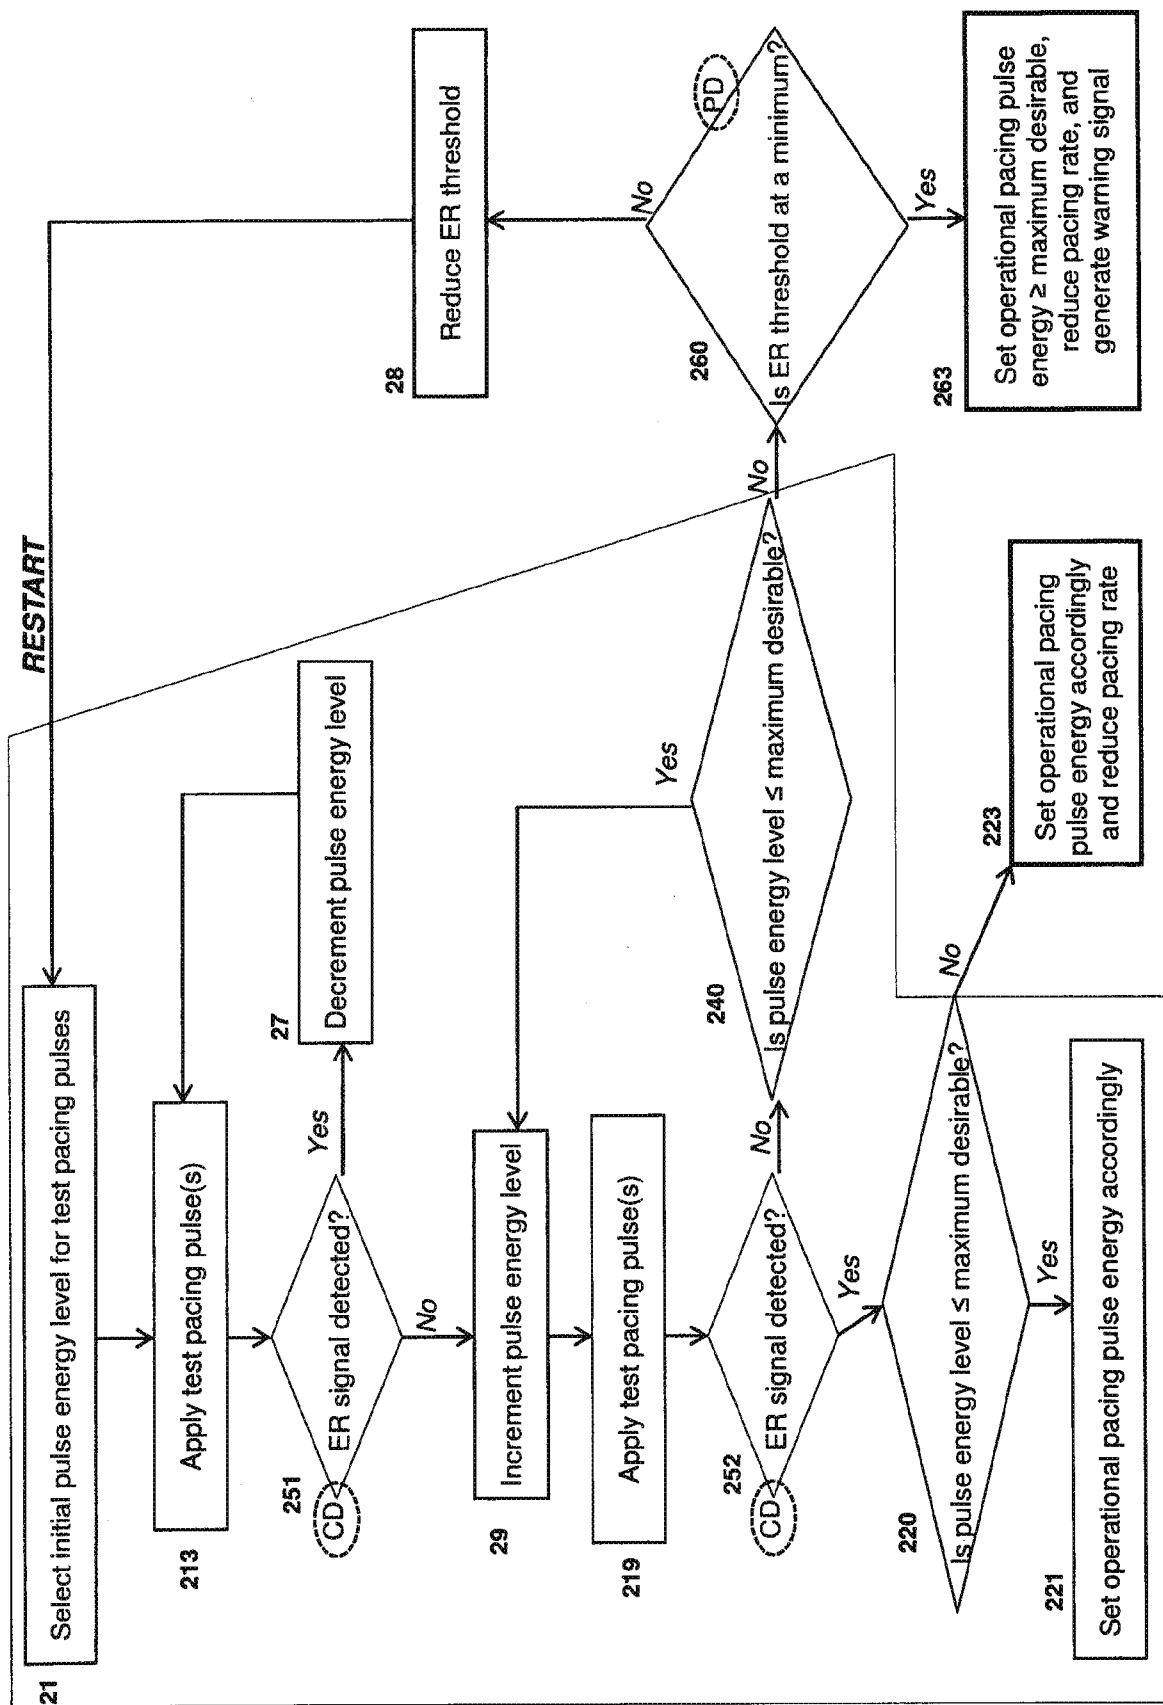 RESTART
21
Select initial pulse energy level for test pacing pulses
213
Apply test pacing pulse(s)
251
CD
ER signal detected?
Yes
27
Decrement pulse energy level
No
29
Increment pulse energy level
219
Apply test pacing pulse(s)
252
CD
ER signal detected?
No
240
Is pulse energy level ≤ maximum desirable?
Yes
No
Yes
220
Is pulse energy level ≤ maximum desirable?
No
223
Set operational pacing
pulse energy accordingly
and reduce pacing rate
Yes
221
Set operational pacing pulse energy accordingly
28
Reduce ER threshold
No
PD
260
Is ER threshold at a minimum?
Yes
263
Set operational pacing pulse
energy ≥ maximum desirable,
reduce pacing rate, and
generate warning signal